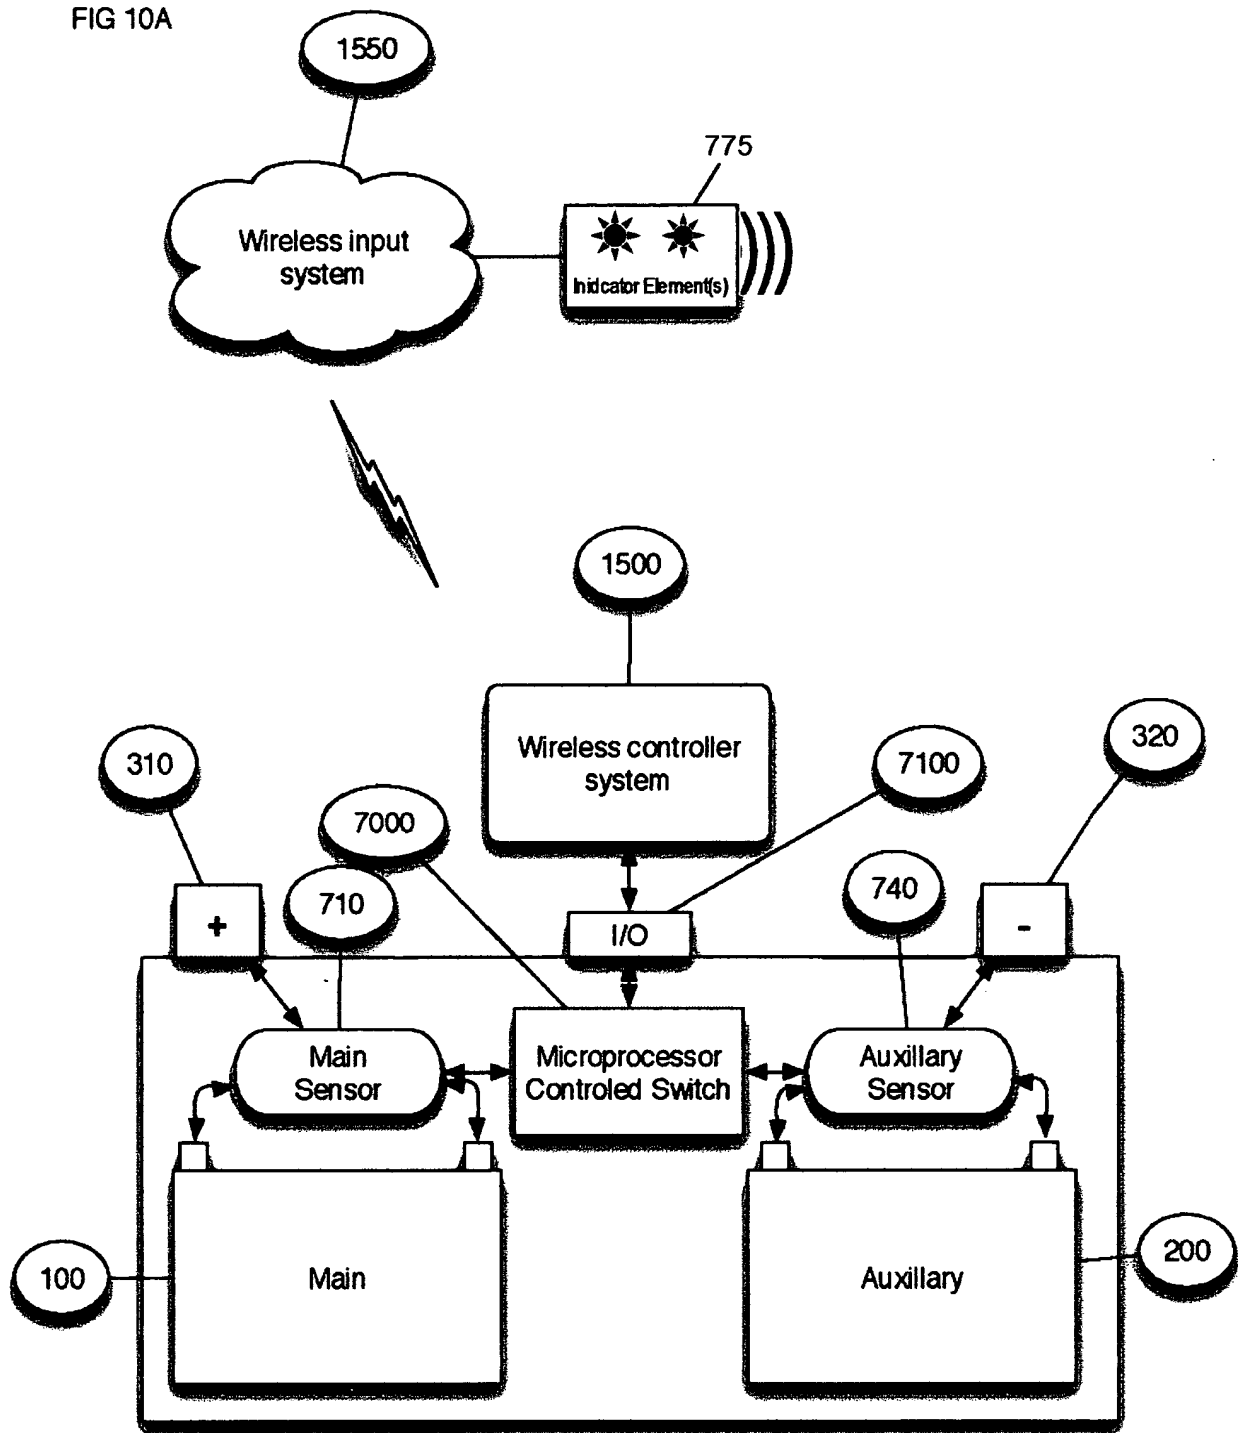 FIG 10A
1550
775
Wireless input
system
Inidcator Element(s)
1500
Wireless controller
system
310
320
7100
7000
710
740
+
I/O
-
Main
Sensor
Microprocessor
Controled Switch
Auxillary
Sensor
100
Main
Auxillary
200